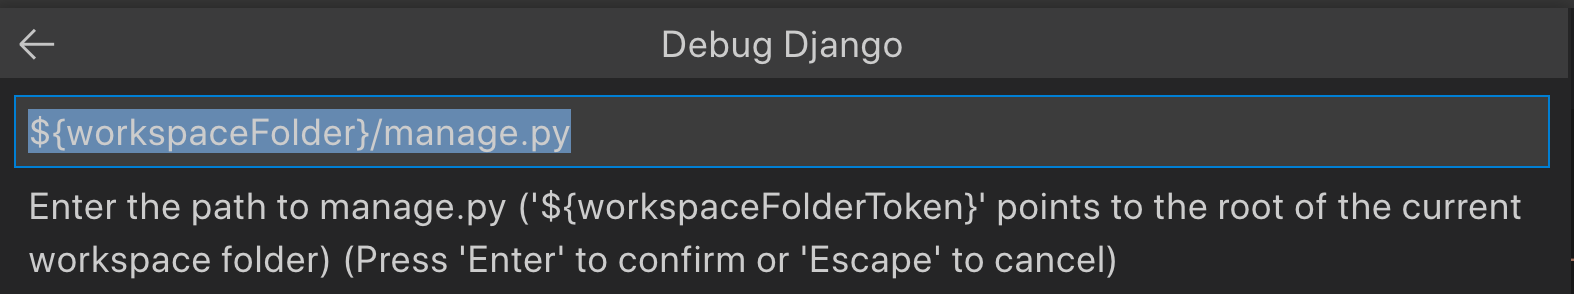 Debug Django
${workspaceFolder}/manage.py
Enter the path to manage.py ('${workspaceFolderToken}' points to the root of the current
workspace folder) (Press 'Enter' to confirm or 'Escape' to cancel)